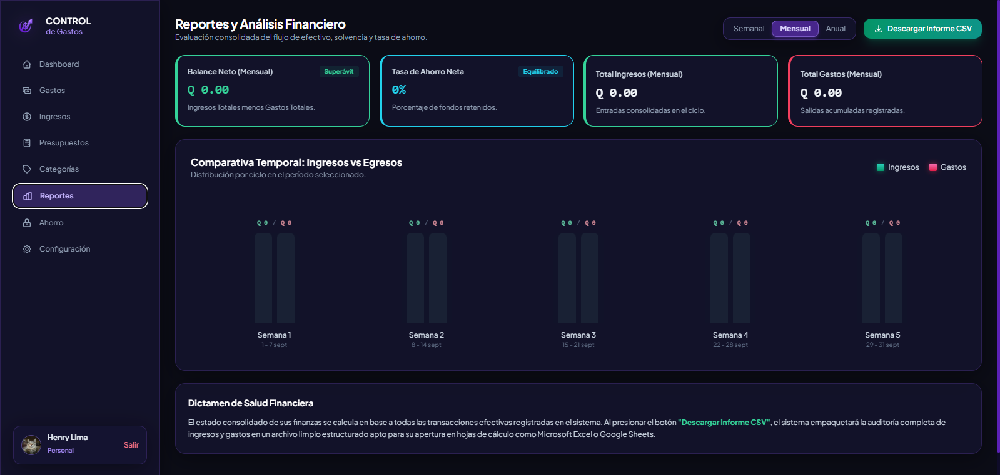 CONTROL
de Gastos
Dashboard
Gastos
Ingresos
Presupuestos
Categorías
Reportes
Ahorro
Configuración
Henry Lima
Personal
Salir
Reportes y Análisis Financiero
Evaluación consolidada del flujo de efectivo, solvencia y tasa de ahorro.
Semanal Mensual Anual
Descargar Informe CSV
Balance Neto (Mensual) Superávit
Q 0.00
Ingresos Totales menos Gastos Totales.
Tasa de Ahorro Neta Equilibrado
0%
Porcentaje de fondos retenidos.
Total Ingresos (Mensual)
Q 0.00
Entradas consolidadas en el ciclo.
Total Gastos (Mensual)
Q 0.00
Salidas acumuladas registradas.
Comparativa Temporal: Ingresos vs Egresos
Distribución por ciclo en el período seleccionado.
Ingresos Gastos
Q 0 / Q 0 Q 0 / Q 0 Q 0 / Q 0 Q 0 / Q 0 Q 0 / Q 0
Semana 1 Semana 2 Semana 3 Semana 4 Semana 5
1 - 7 sept 8 - 14 sept 15 - 21 sept 22 - 28 sept 29 - 31 sept
Dictamen de Salud Financiera
El estado consolidado de sus finanzas se calcula en base a todas las transacciones efectivas registradas en el sistema. Al presionar el botón "Descargar Informe CSV", el sistema empaquetará la auditoría completa de
ingresos y gastos en un archivo limpio estructurado apto para su apertura en hojas de cálculo como Microsoft Excel o Google Sheets.